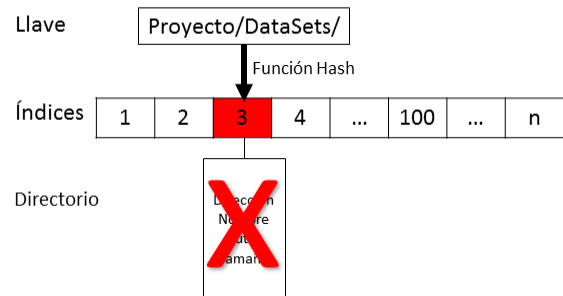 Llave
Proyecto/DataSets/
Función Hash
Índices
1 2 3 4 ... 100 ... n
Directorio